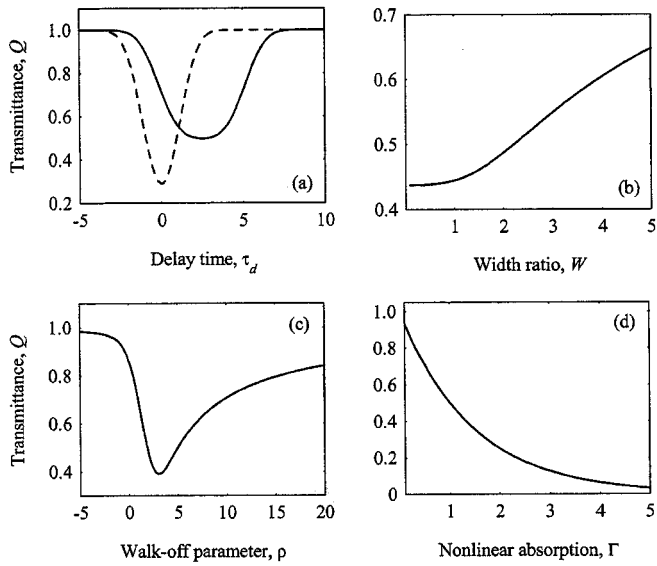 1.0
0.8
0.6
0.4
0.2
Transmittance, Q
(a)
-5 0 5 10
Delay time, τd
0.7
0.6
0.5
0.4
(b)
1 2 3 4 5
Width ratio, W
1.0
0.8
0.6
0.4
Transmittance, Q
(c)
-5 0 5 10 15 20
Walk-off parameter, ρ
1.0
0.8
0.6
0.4
0.2
0
(d)
1 2 3 4 5
Nonlinear absorption, Γ